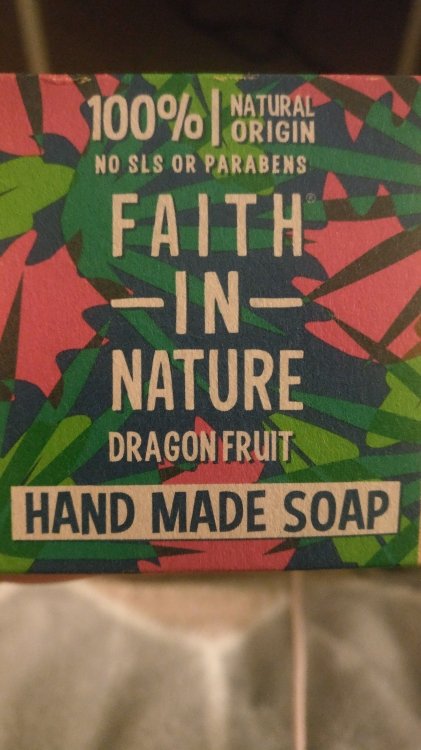 100% | NATURAL ORIGIN
NO SLS OR PARABENS
FAITH®
—IN—
NATURE
DRAGON FRUIT
HAND MADE SOAP